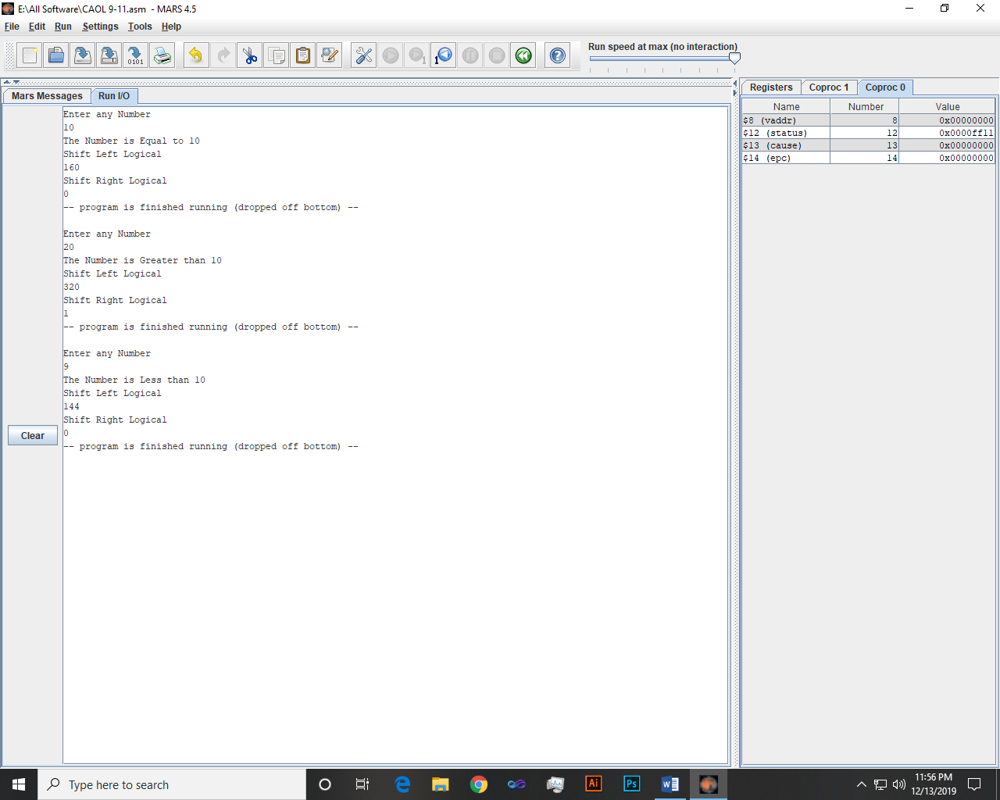 E:\All Software\CAOL 9-11.asm - MARS 4.5
File Edit Run Settings Tools Help
Run speed at max (no interaction)
0101
1
1
Mars Messages Run I/O
Registers Coproc 1 Coproc 0
Name Number Value
$8 (vaddr) 8 0x00000000
$12 (status) 12 0x0000ff11
$13 (cause) 13 0x00000000
$14 (epc) 14 0x00000000
Enter any Number
10
The Number is Equal to 10
Shift Left Logical
160
Shift Right Logical
0
-- program is finished running (dropped off bottom) --
Enter any Number
20
The Number is Greater than 10
Shift Left Logical
320
Shift Right Logical
1
-- program is finished running (dropped off bottom) --
Enter any Number
9
The Number is Less than 10
Shift Left Logical
144
Shift Right Logical
0
-- program is finished running (dropped off bottom) --
Clear
Type here to search
Ai
Ps
11:56 PM
12/13/2019